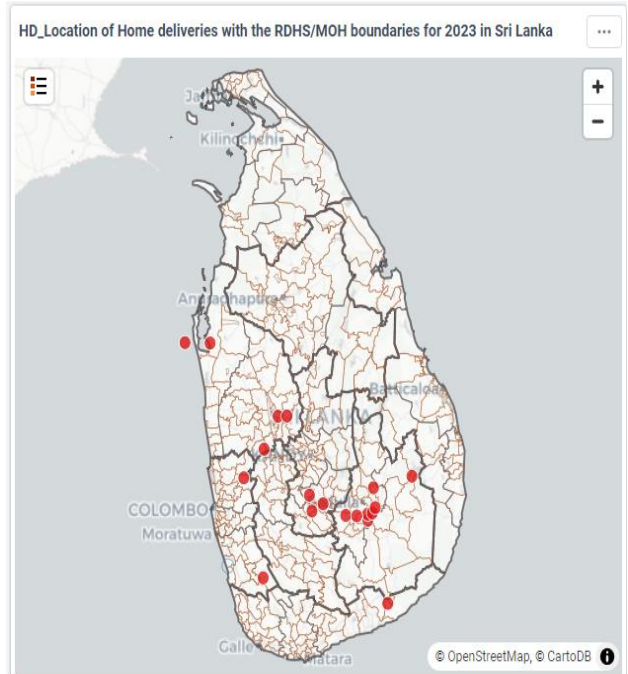 HD_Location of Home deliveries with the RDHS/MOH boundaries for 2023 in Sri Lanka
Kilinochchi
Anuradhapura
Batticaloa
SRI LANKA
COLOMBO
Moratuwa
Galle
Matara
© OpenStreetMap, © CartoDB